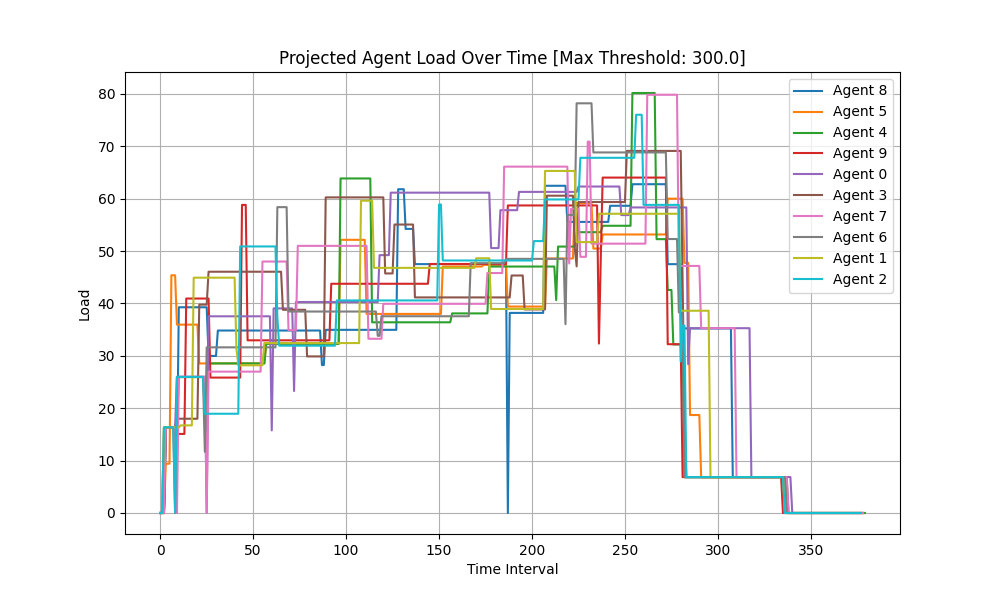 Projected Agent Load Over Time [Max Threshold: 300.0]
Load
80
70
60
50
40
30
20
10
0
0 50 100 150 200 250 300 350
Time Interval
Agent 8
Agent 5
Agent 4
Agent 9
Agent 0
Agent 3
Agent 7
Agent 6
Agent 1
Agent 2